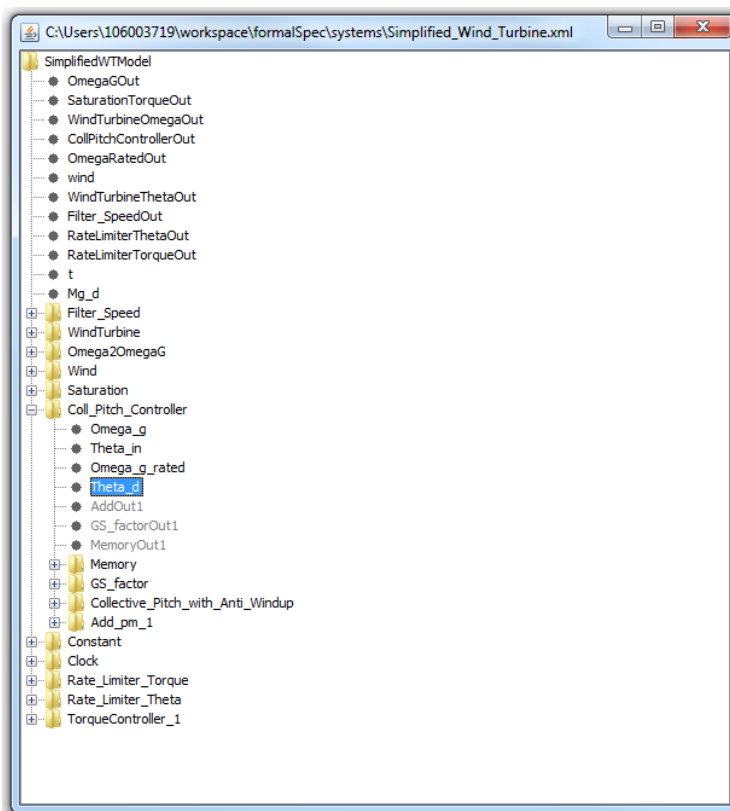 C:\Users\106003719\workspace\formalSpec\systems\Simplified_Wind_Turbine.xml
SimplifiedWTModel
OmegaGOut
SaturationTorqueOut
WindTurbineOmegaOut
CollPitchControllerOut
OmegaRatedOut
wind
WindTurbineThetaOut
Filter_SpeedOut
RateLimiterThetaOut
RateLimiterTorqueOut
t
Mg_d
Filter_Speed
WindTurbine
Omega2OmegaG
Wind
Saturation
Coll_Pitch_Controller
Omega_g
Theta_in
Omega_g_rated
Theta_d
AddOut1
GS_factorOut1
MemoryOut1
Memory
GS_factor
Collective_Pitch_with_Anti_Windup
Add_pm_1
Constant
Clock
Rate_Limiter_Torque
Rate_Limiter_Theta
TorqueController_1